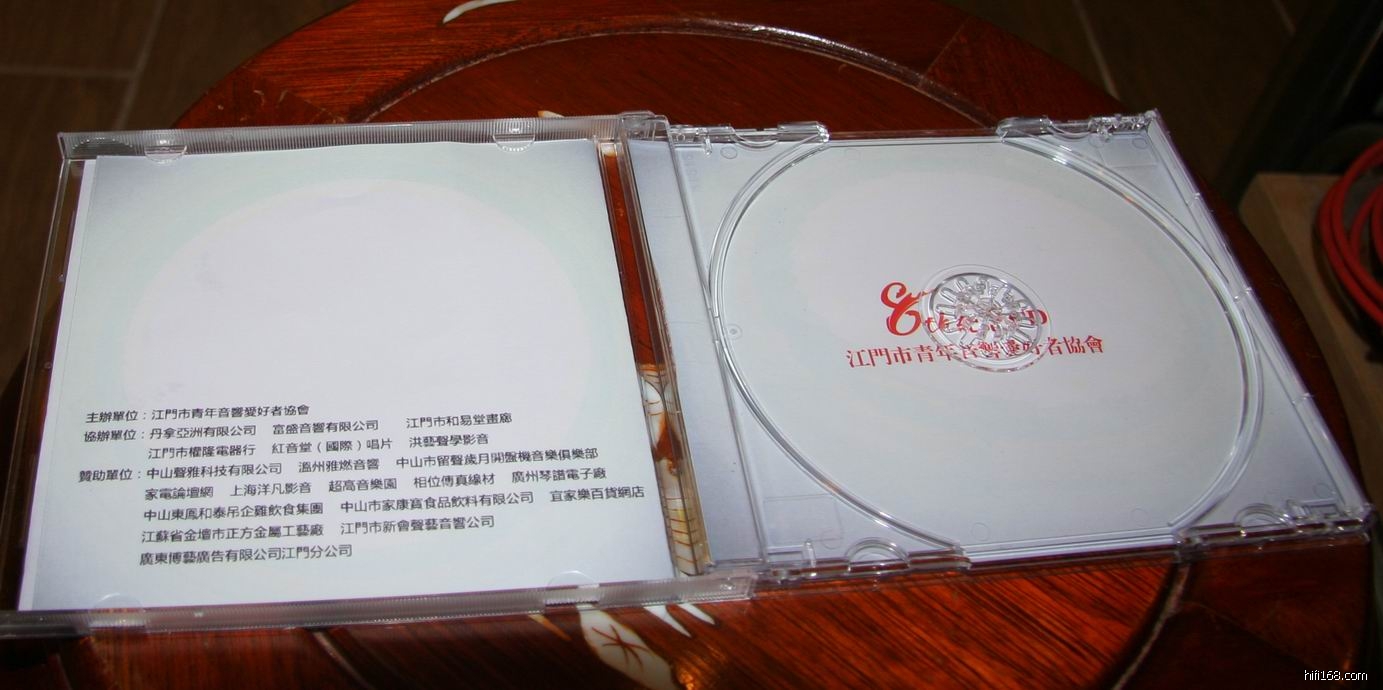 主辦單位：江門市青年音響愛好者協會
協辦單位：丹拿亞洲有限公司 富盛音響有限公司 江門市和易堂畫廊
江門市權隆電器行 紅音堂（國際）唱片 洪藝聲學影音
贊助單位：中山聲雅科技有限公司 溫州雅燃音響 中山市留聲歲月開盤機音樂俱樂部
家電論壇網 上海洋凡影音 超高音樂園 相位傳真線材 廣州琴譜電子廠
中山東鳳和泰吊企雞飲食集團 中山市家康寶食品飲料有限公司 宜家樂百貨網店
江蘇省金壇市正方金屬工藝廠 江門市新會聲藝音響公司
廣東博藝廣告有限公司江門分公司
8th
江門市青年音響愛好者協會
hifi168.com